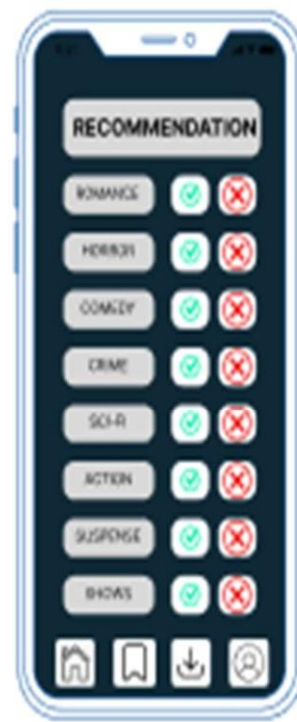 RECOMMENDATION
ROMANCE
HORROR
COMEDY
CRIME
SCI-FI
ACTION
SUSPENSE
SHOWS